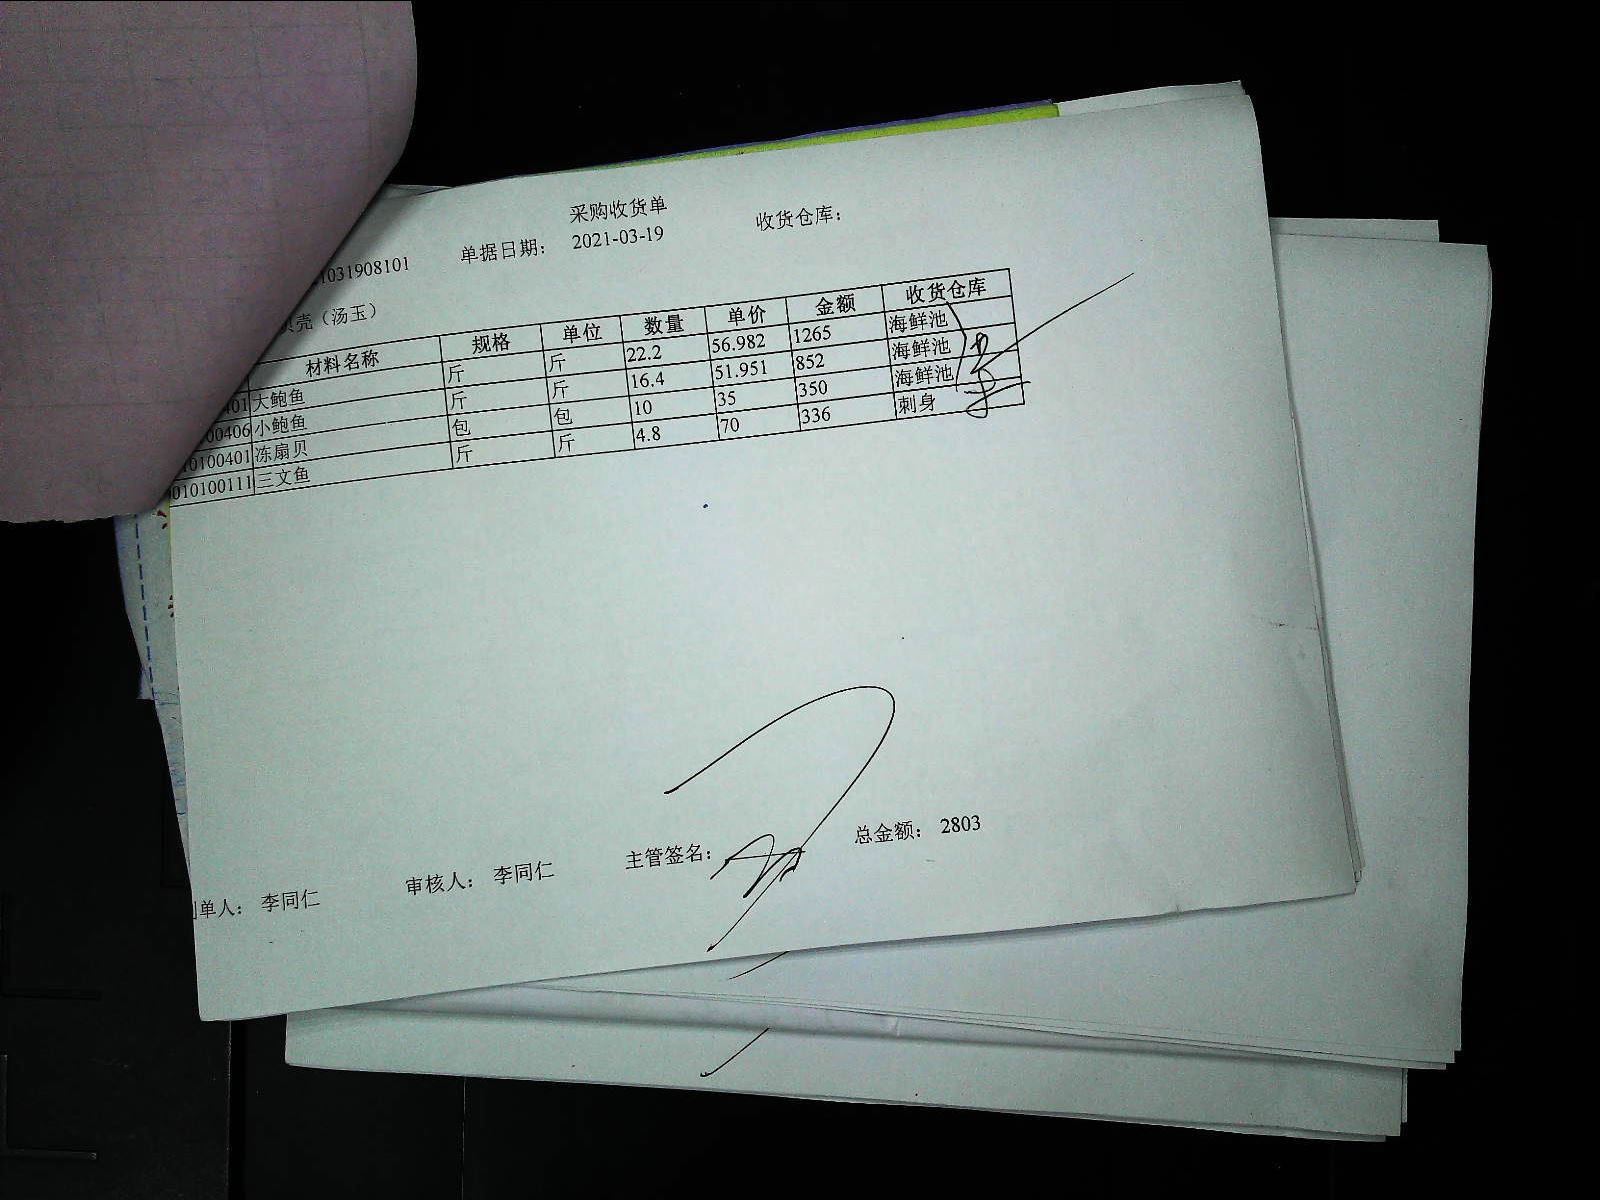 采购收货单
1031908101 单据日期： 2021-03-19 收货仓库：
贝壳（汤玉）
材料名称 规格 单位 数量 单价 金额 收货仓库
401 大鲍鱼 斤 斤 22.2 56.982 1265 海鲜池
00406 小鲍鱼 斤 斤 16.4 51.951 852 海鲜池
10100401 冻扇贝 包 包 10 35 350 海鲜池
010100111 三文鱼 斤 斤 4.8 70 336 刺身
单人： 李同仁 审核人： 李同仁 主管签名： 总金额： 2803